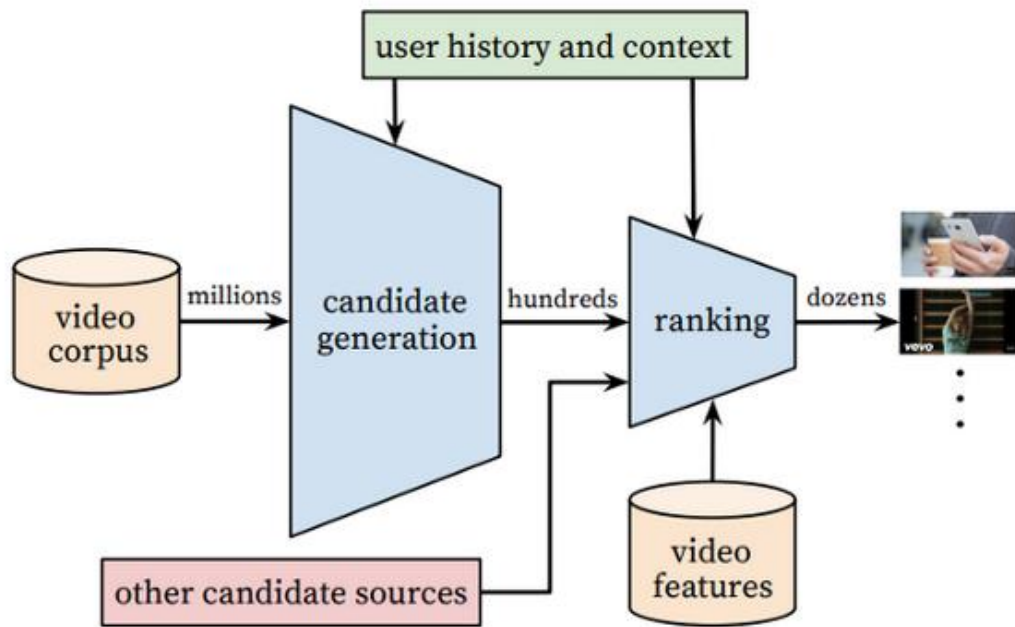 user history and context
video
corpus
millions
candidate
generation
hundreds
ranking
dozens
vevo
other candidate sources
video
features